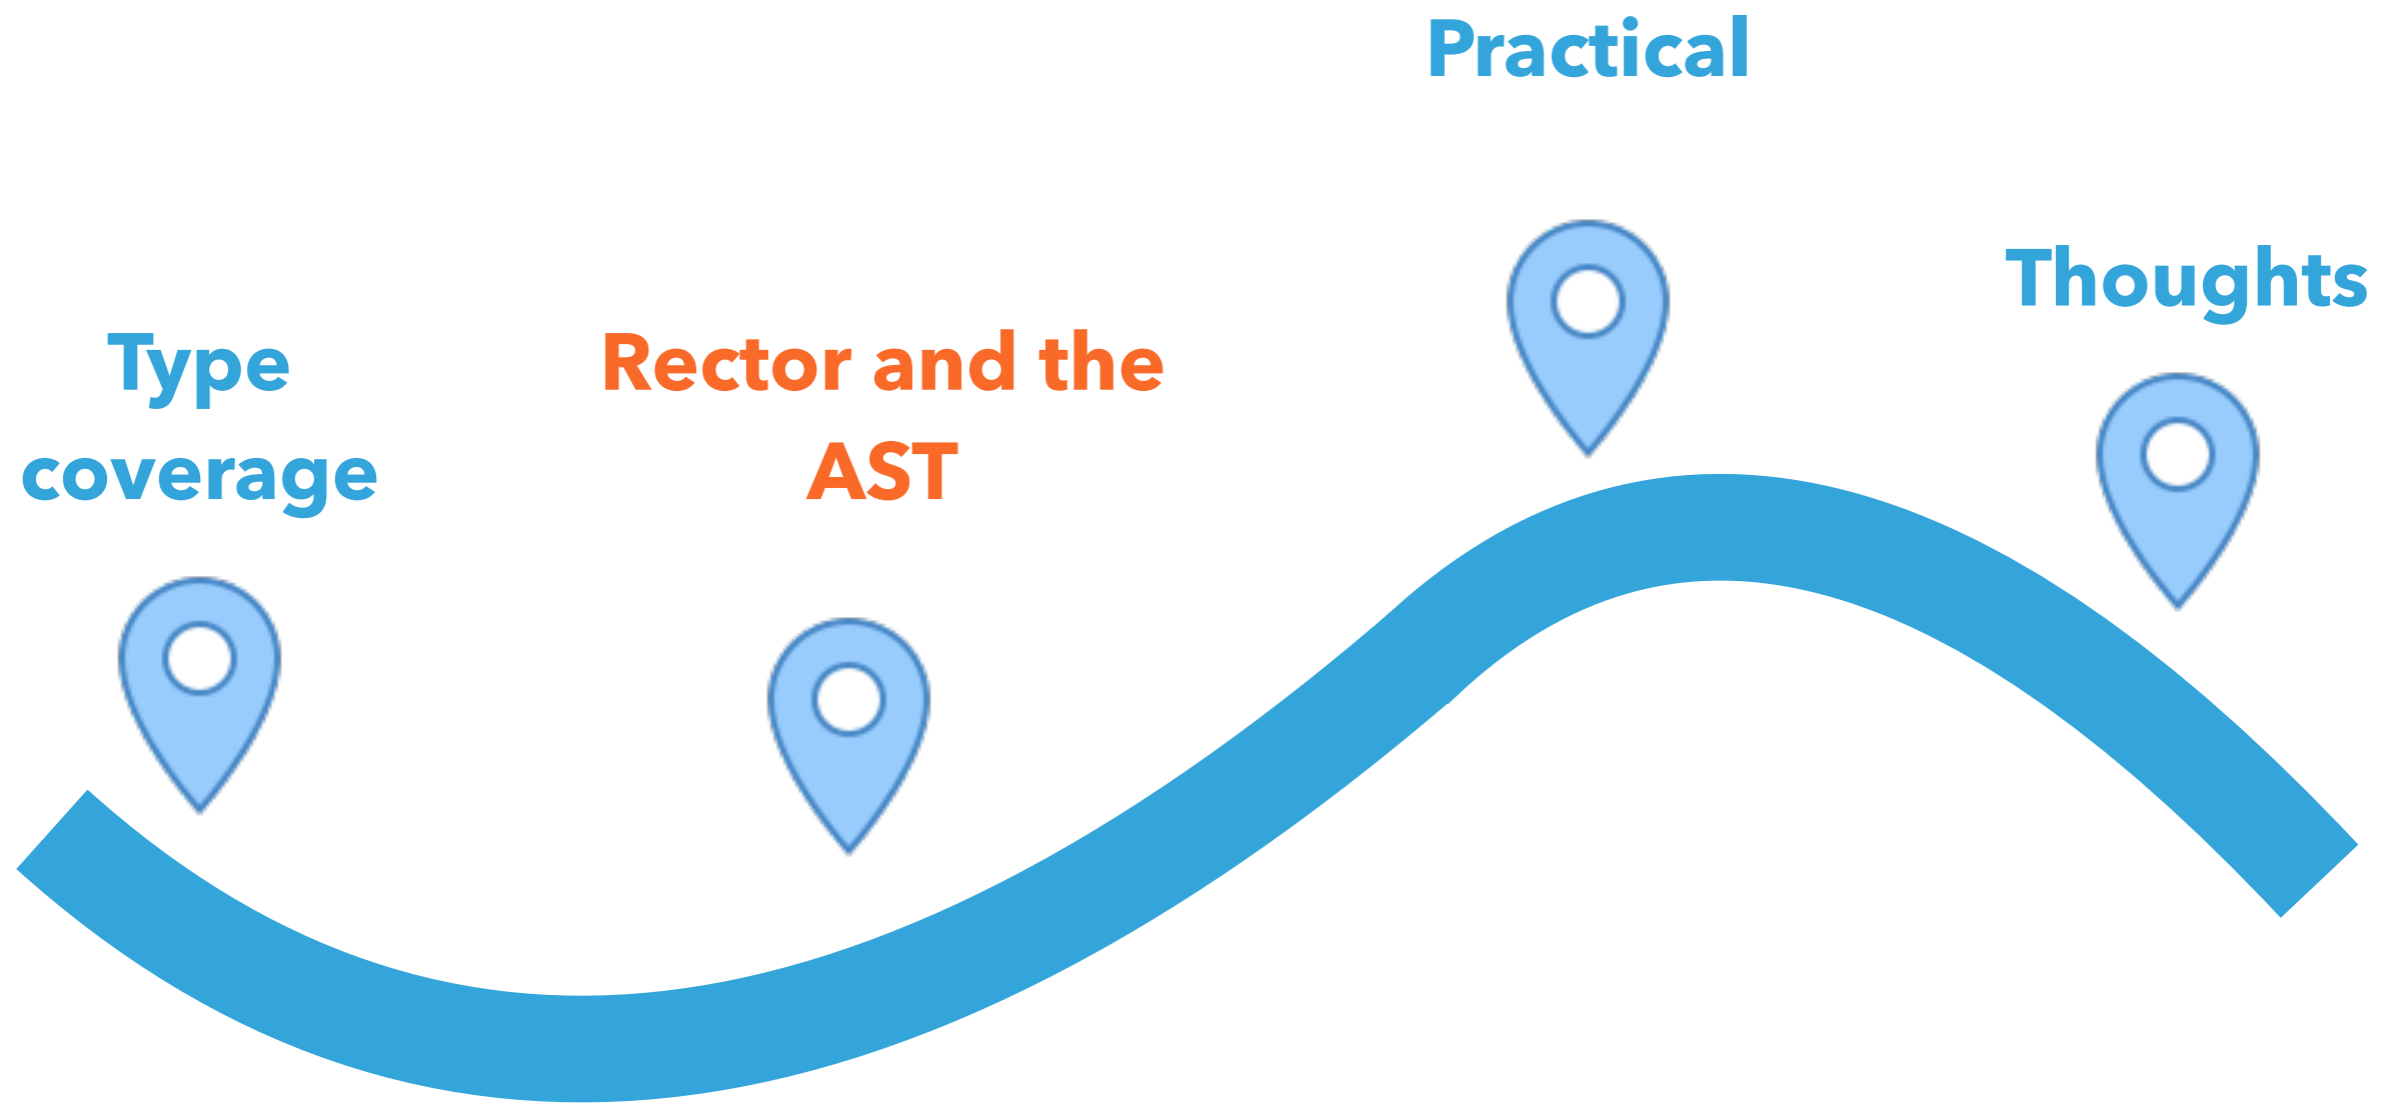 Type
coverage
Rector and the
AST
Practical
Thoughts